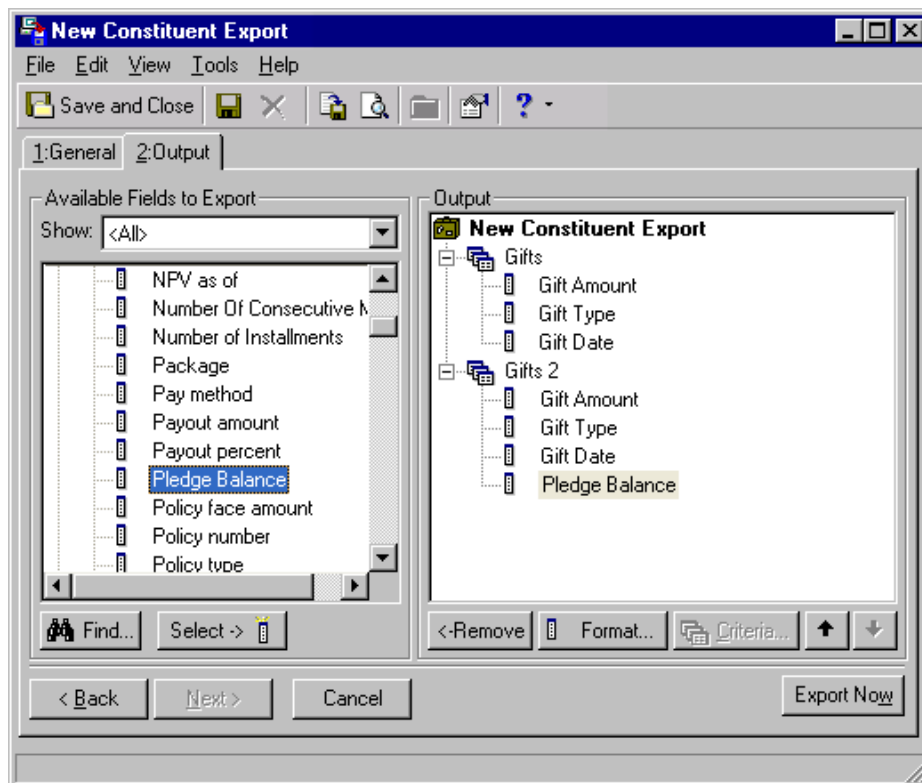 New Constituent Export
File Edit View Tools Help
Save and Close ?
1:General 2:Output
Available Fields to Export
Show: <All>
NPV as of
Number Of Consecutive M
Number of Installments
Package
Pay method
Payout amount
Payout percent
Pledge Balance
Policy face amount
Policy number
Policy type
Find... Select ->
Output
New Constituent Export
Gifts
Gift Amount
Gift Type
Gift Date
Gifts 2
Gift Amount
Gift Type
Gift Date
Pledge Balance
<-Remove Format... Criteria...
< Back Next > Cancel Export Now